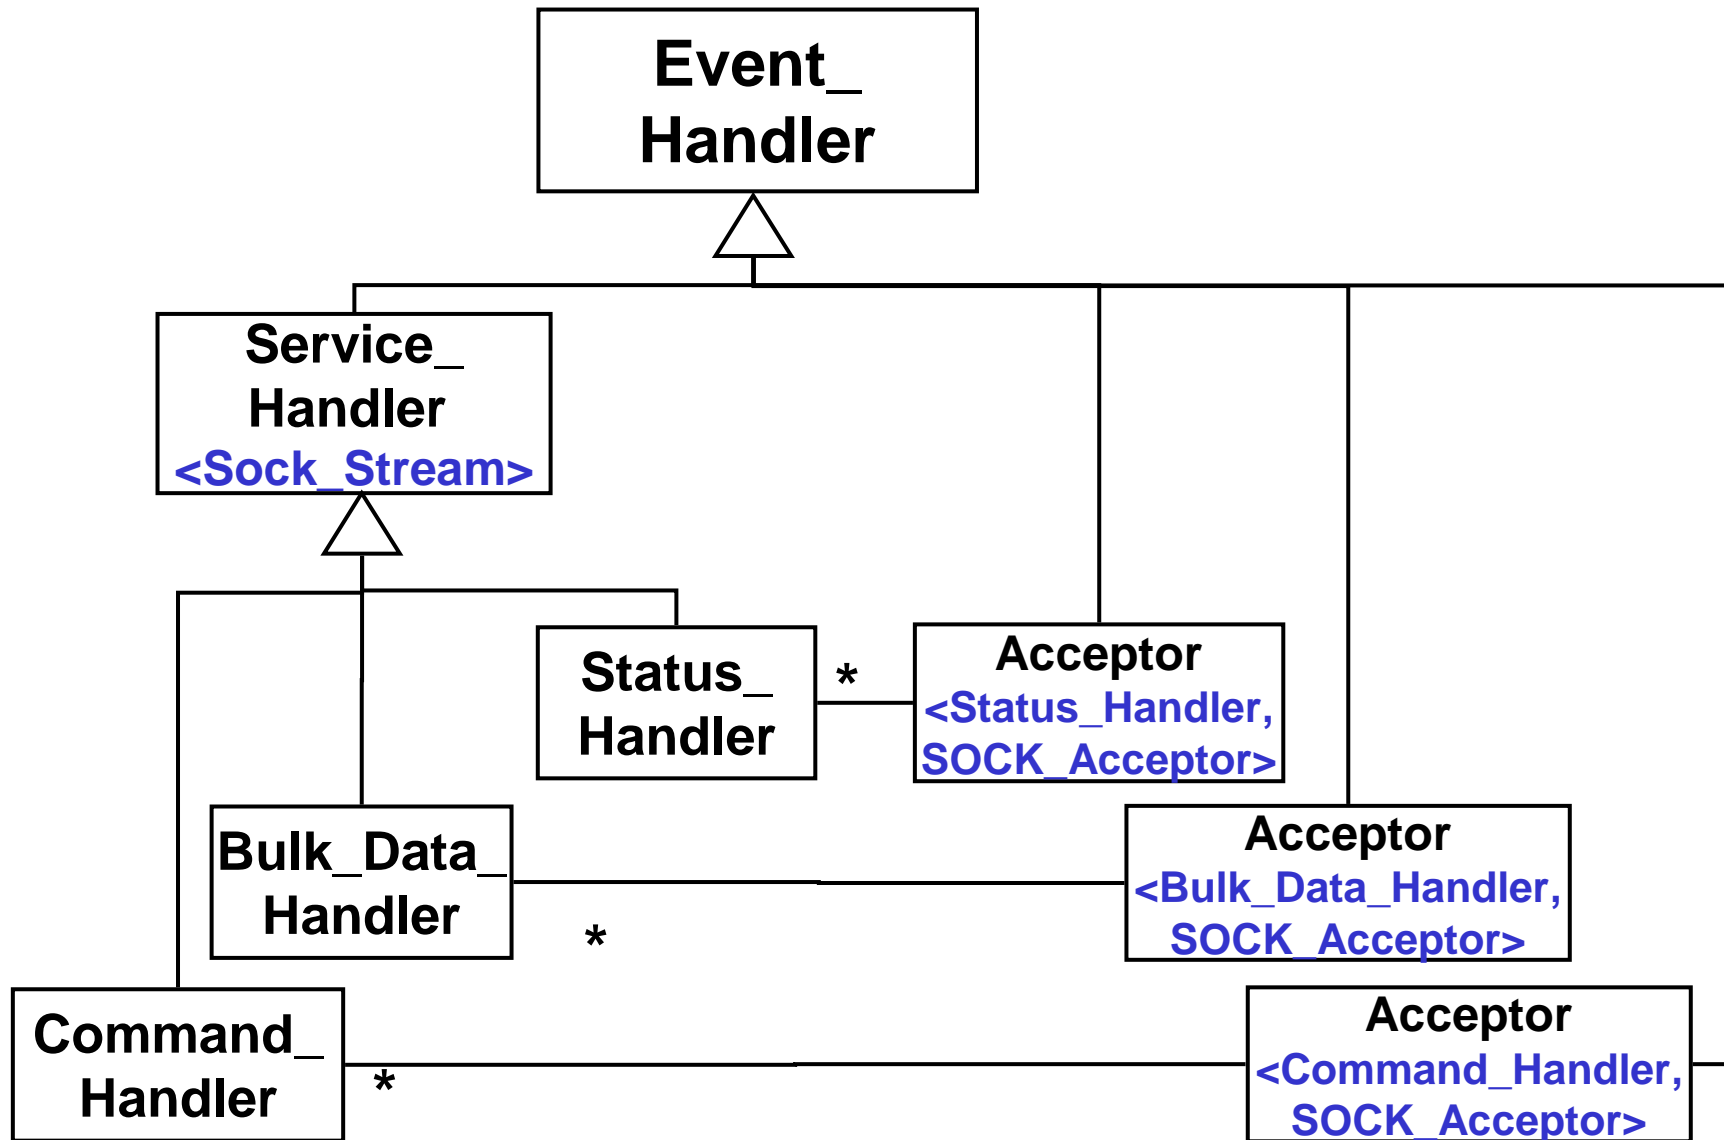 Event_
Handler
Service_
Handler
<Sock_Stream>
Status_
Handler
*
Acceptor
<Status_Handler,
SOCK_Acceptor>
Bulk_Data_
Handler
*
Acceptor
<Bulk_Data_Handler,
SOCK_Acceptor>
Command_
Handler
*
Acceptor
<Command_Handler,
SOCK_Acceptor>